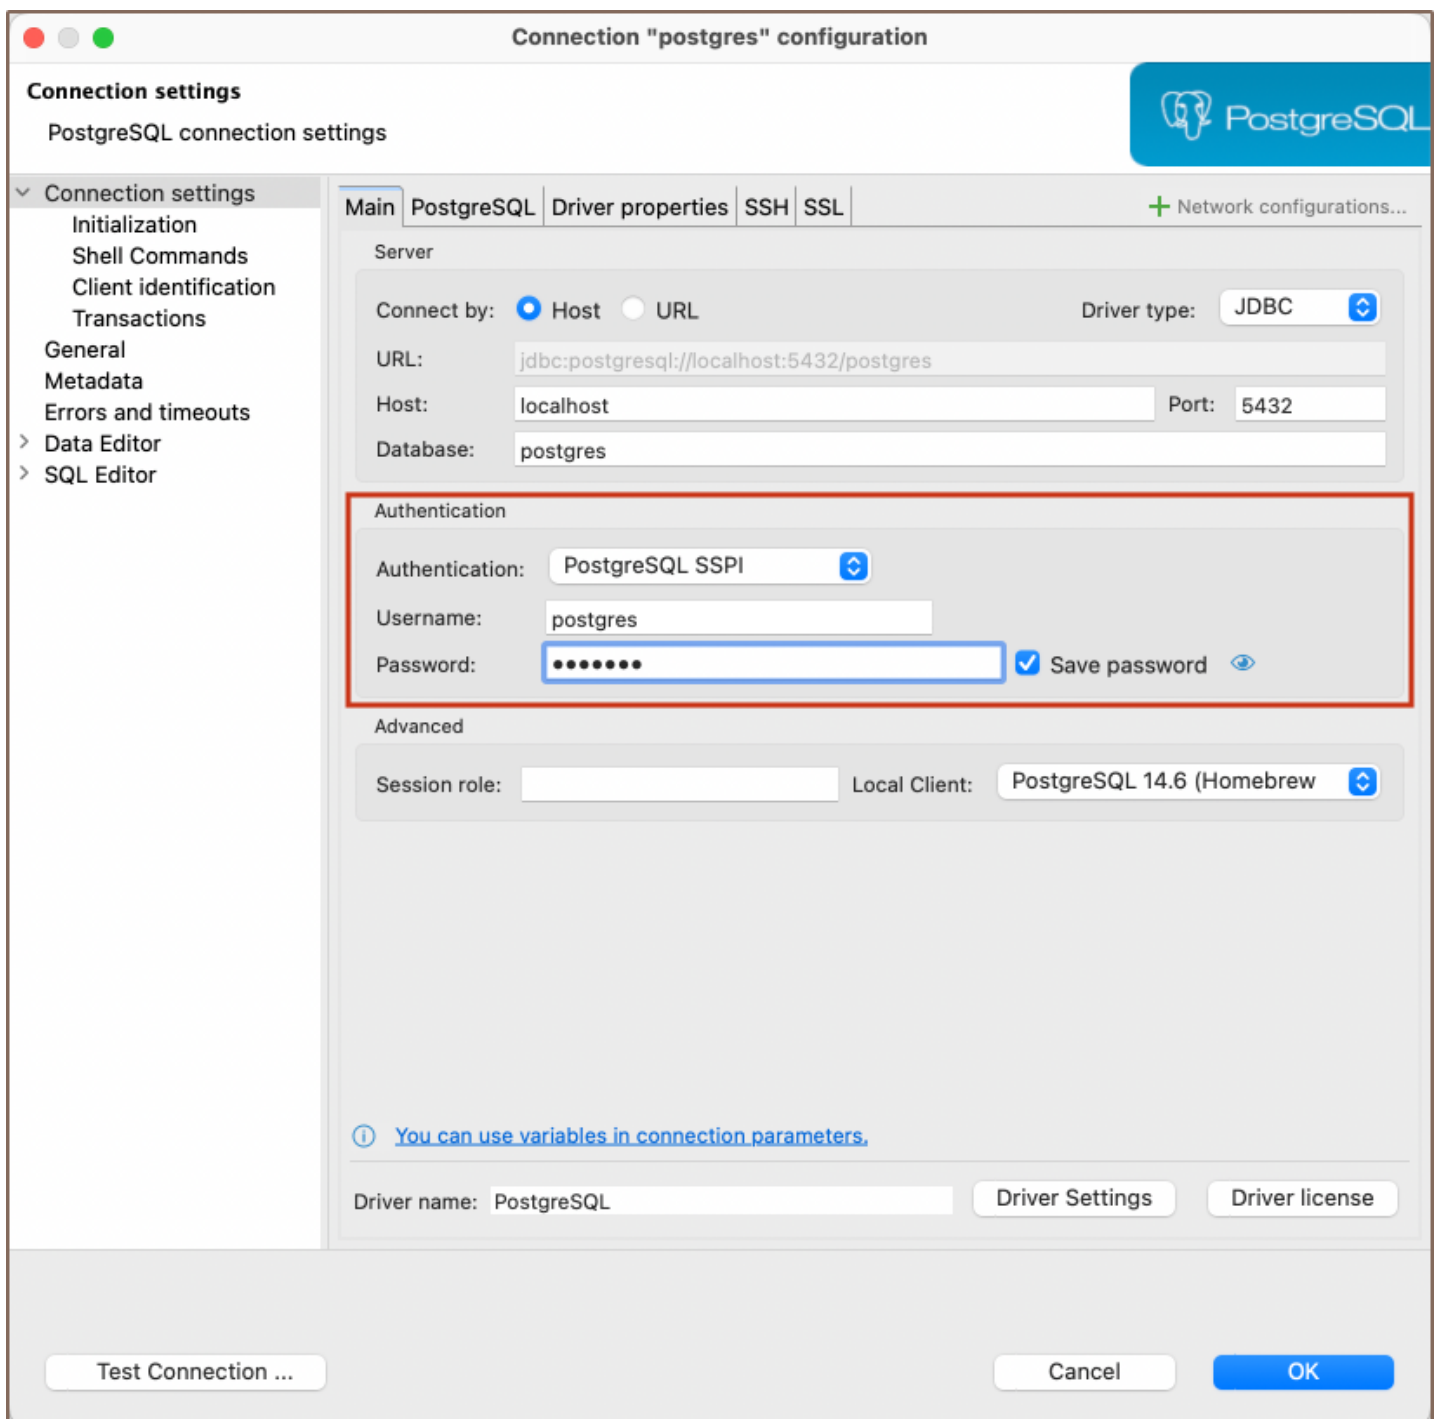 Connection "postgres" configuration
Connection settings
PostgreSQL connection settings
PostgreSQL
Connection settings
Initialization
Shell Commands
Client identification
Transactions
General
Metadata
Errors and timeouts
Data Editor
SQL Editor
Main PostgreSQL Driver properties SSH SSL Network configurations...
Server
Connect by: Host URL Driver type: JDBC
URL: jdbc:postgresql://localhost:5432/postgres
Host: localhost Port: 5432
Database: postgres
Authentication
Authentication: PostgreSQL SSPI
Username: postgres
Password: ••••••• Save password
Advanced
Session role: Local Client: PostgreSQL 14.6 (Homebrew
You can use variables in connection parameters.
Driver name: PostgreSQL Driver Settings Driver license
Test Connection ... Cancel OK